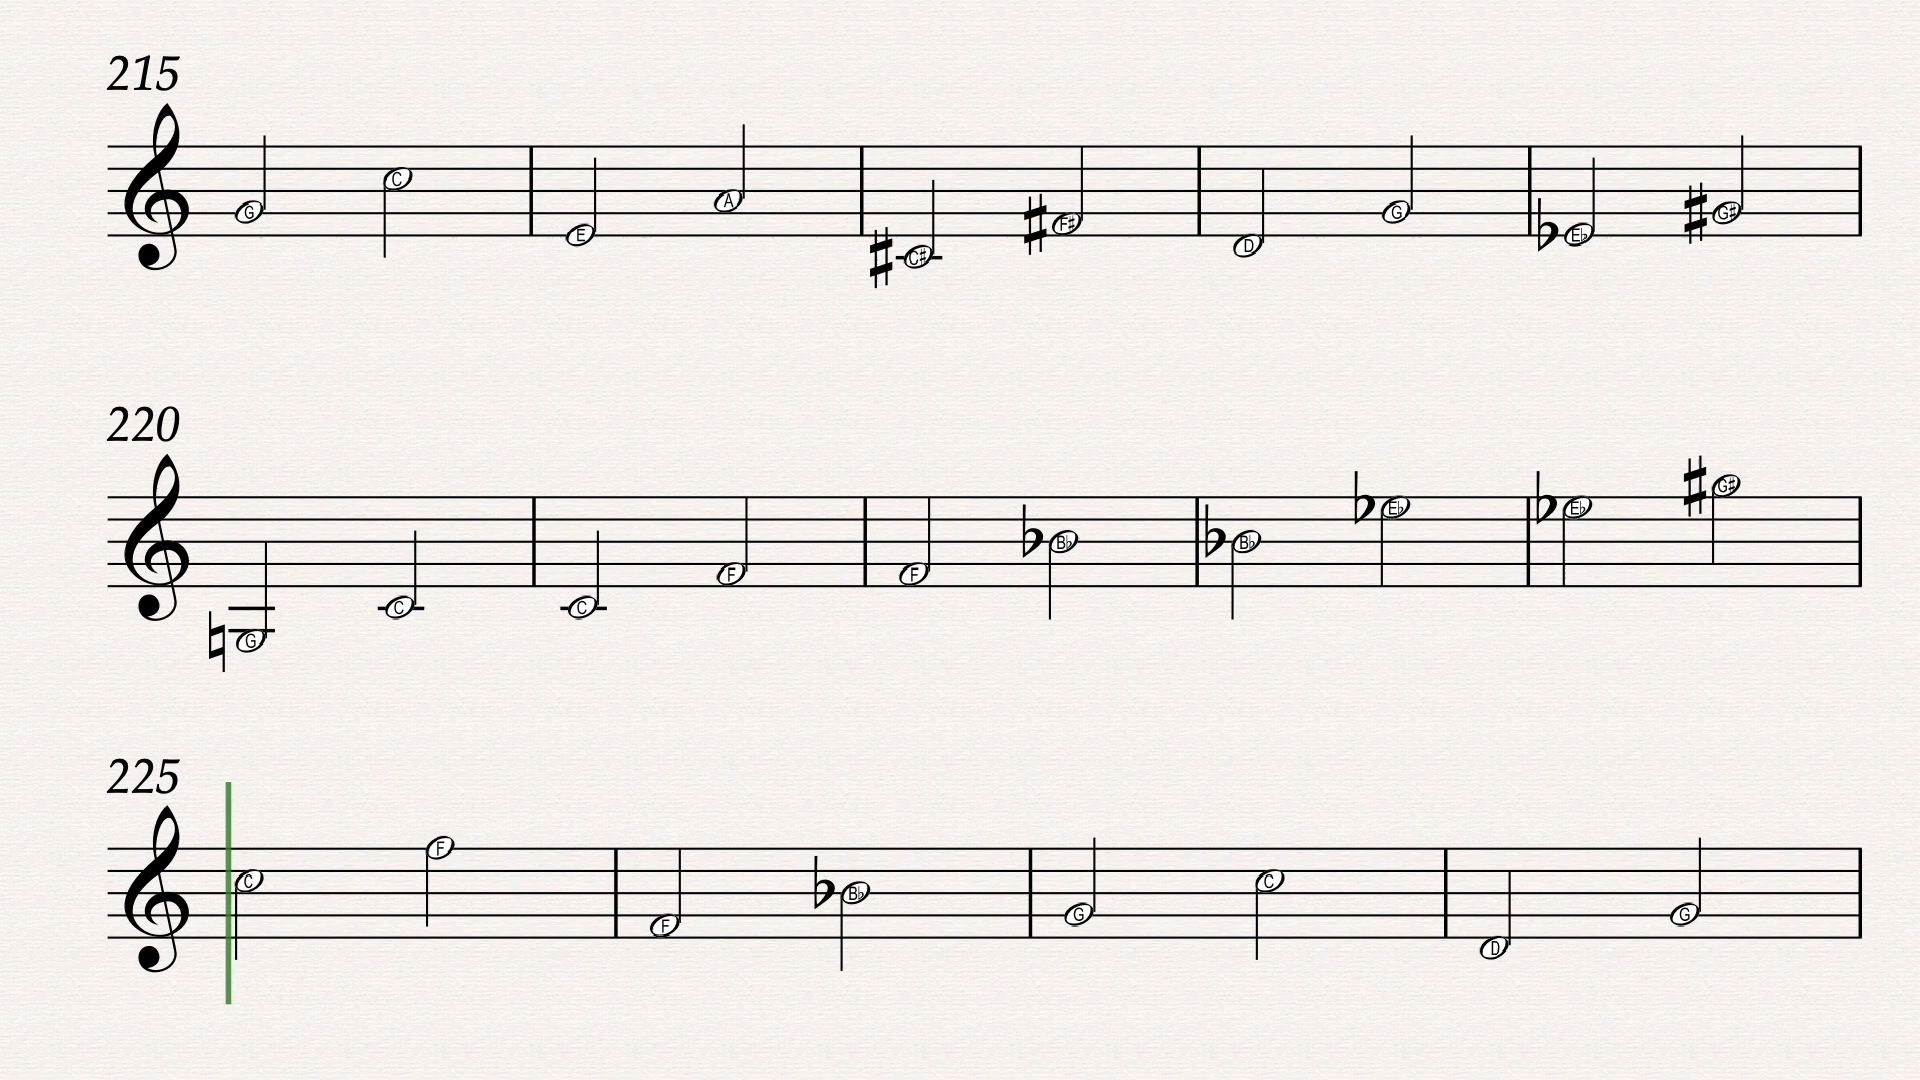 215
G C E A C# F# D G E♭ G#
220
G C C F F B♭ B♭ E♭ E♭ G#
225
C F F B♭ G C D G